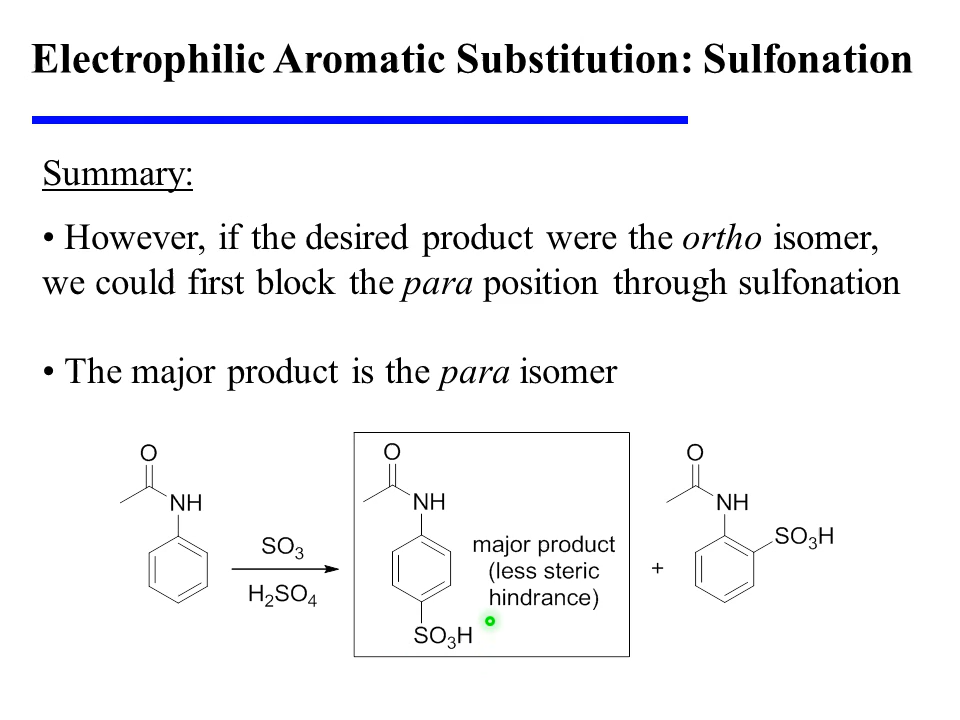 Electrophilic Aromatic Substitution: Sulfonation
Summary:
• However, if the desired product were the ortho isomer,
we could first block the para position through sulfonation
• The major product is the para isomer
O
NH
SO3
H2SO4
O
NH
SO3H
major product
(less steric
hindrance)
+
O
NH
SO3H